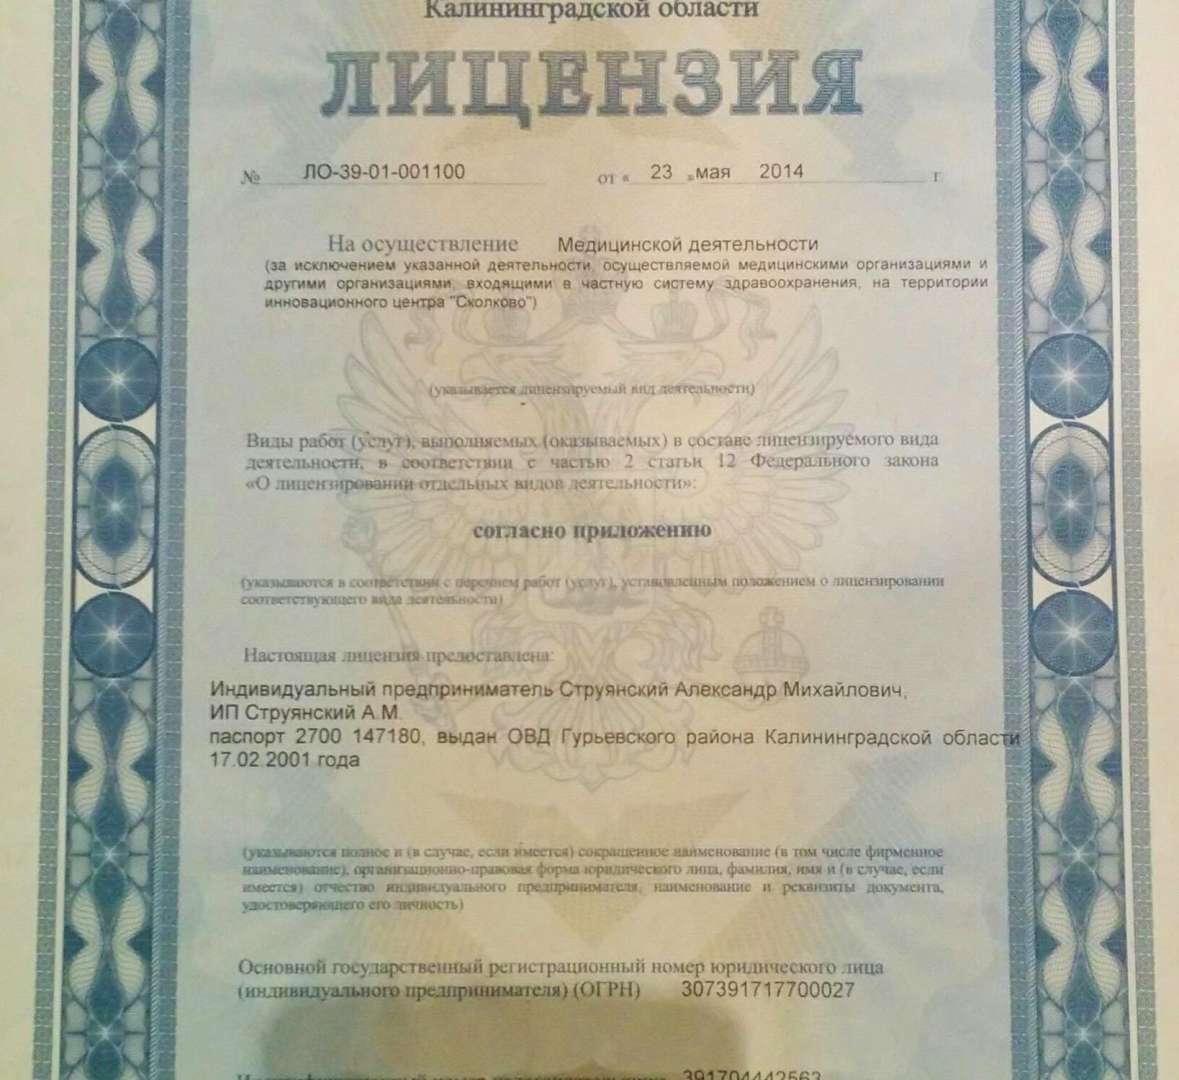 Калининградской области
ЛИЦЕНЗИЯ
№ ЛО-39-01-001100 от « 23 » мая 2014 г
На осуществление Медицинской деятельности
(за исключением указанной деятельности, осуществляемой медицинскими организациями и
другими организациями, входящими в частную систему здравоохранения, на территории
инновационного центра "Сколково")
(указывается лицензируемый вид деятельности)
Виды работ (услуг), выполняемых (оказываемых) в составе лицензируемого вида
деятельности, в соответствии с частью 2 статьи 12 Федерального закона
«О лицензировании отдельных видов деятельности»:
согласно приложению
(указываются в соответствии с перечнем работ (услуг), установленным положением о лицензировании
соответствующего вида деятельности)
Настоящая лицензия предоставлена:
Индивидуальный предприниматель Струянский Александр Михайлович,
ИП Струянский А.М.
паспорт 2700 147180, выдан ОВД Гурьевского района Калининградской области
17.02.2001 года
(указываются полное и (в случае, если имеется) сокращенное наименование (в том числе фирменное
наименование), организационно-правовая форма юридического лица, фамилия, имя и (в случае, если
имеется) отчество индивидуального предпринимателя, наименование и реквизиты документа,
удостоверяющего его личность)
Основной государственный регистрационный номер юридического лица
(индивидуального предпринимателя) (ОГРН) 307391717700027
391704442563